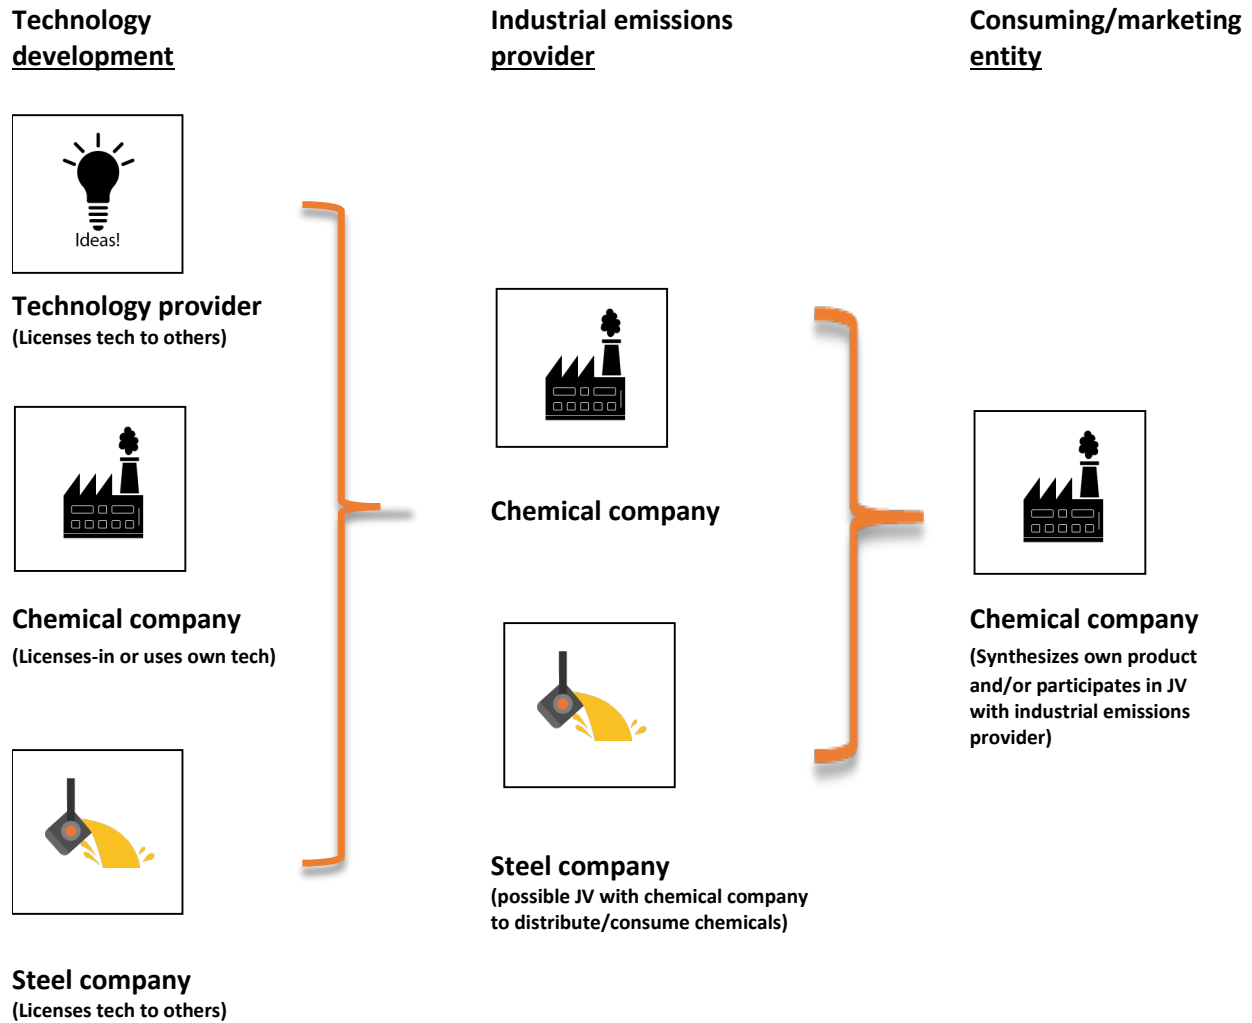 Technology
development
Ideas!
Technology provider
(Licenses tech to others)
Chemical company
(Licenses-in or uses own tech)
Steel company
(Licenses tech to others)
Industrial emissions
provider
Chemical company
Steel company
(possible JV with chemical company
to distribute/consume chemicals)
Consuming/marketing
entity
Chemical company
(Synthesizes own product
and/or participates in JV
with industrial emissions
provider)